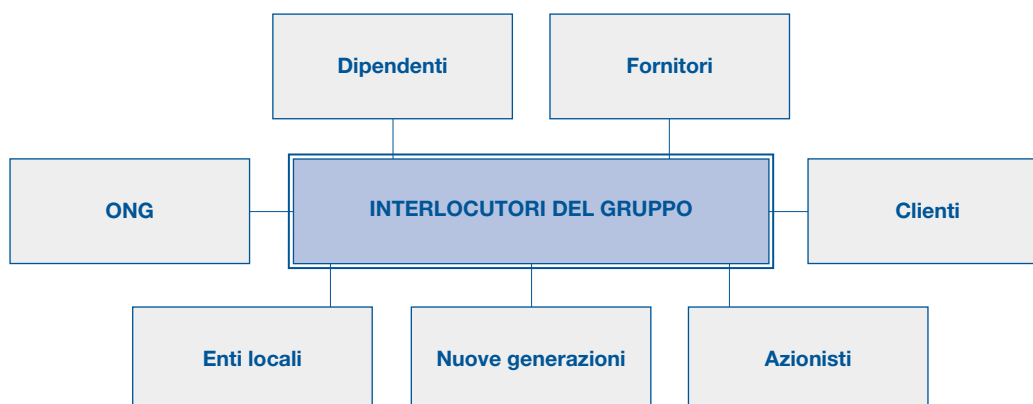 Dipendenti
Fornitori
ONG
INTERLOCUTORI DEL GRUPPO
Clienti
Enti locali
Nuove generazioni
Azionisti